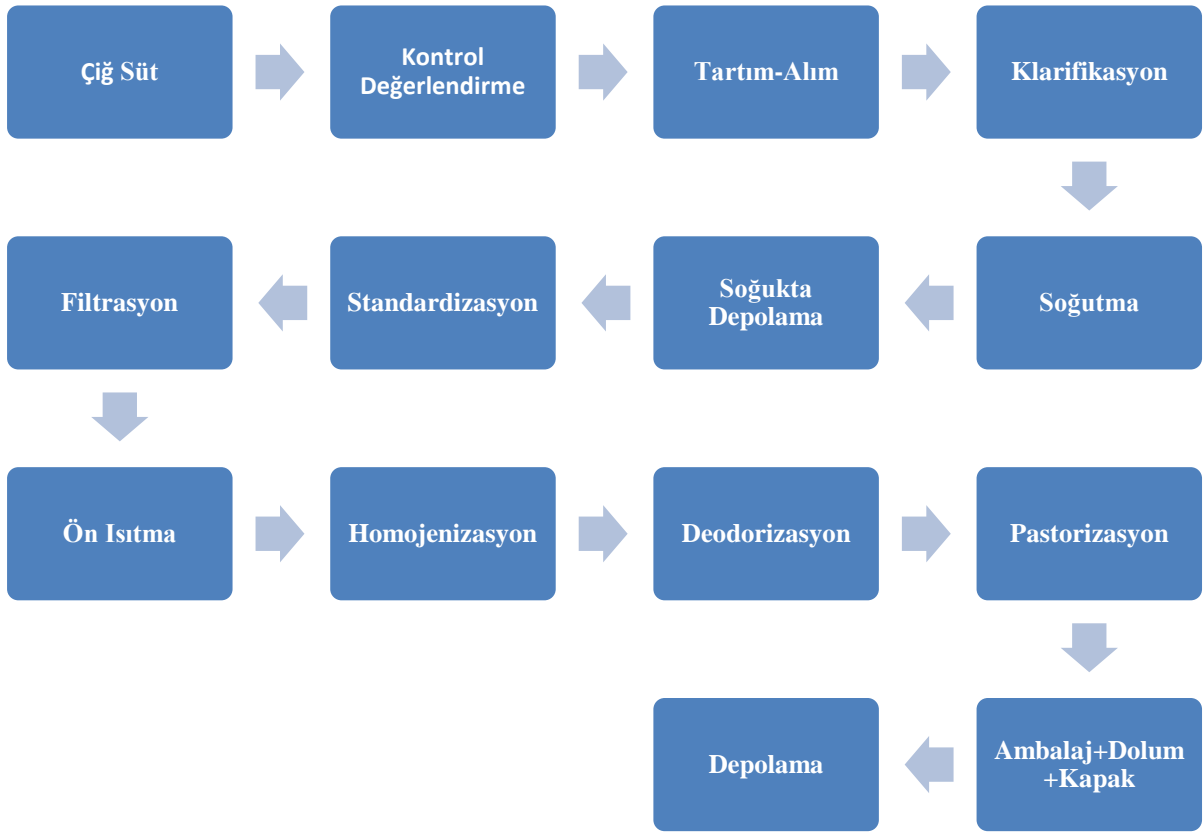 Çiğ Süt
Kontrol
Değerlendirme
Tartım-Alım
Klarifikasyon
Soğutma
Soğukta
Depolama
Standardizasyon
Filtrasyon
Ön Isıtma
Homojenizasyon
Deodorizasyon
Pastorizasyon
Ambalaj+Dolum
+Kapak
Depolama